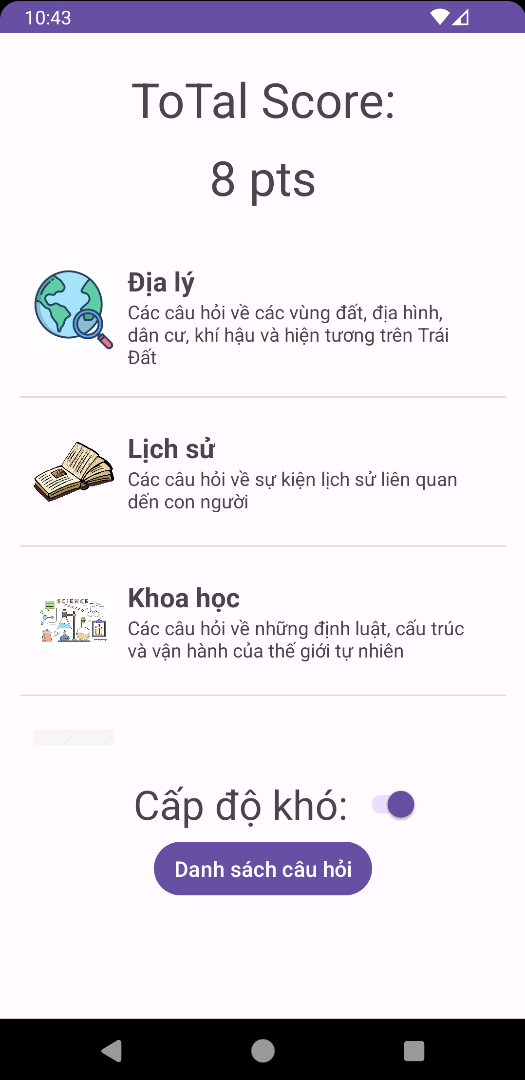 10:43
ToTal Score:
8 pts
Địa lý
Các câu hỏi về các vùng đất, địa hình,
dân cư, khí hậu và hiện tương trên Trái
Đất
Lịch sử
Các câu hỏi về sự kiện lịch sử liên quan
dến con người
SCIENCE
Khoa học
Các câu hỏi về những định luật, cấu trúc
và vận hành của thế giới tự nhiên
Cấp độ khó:
Danh sách câu hỏi